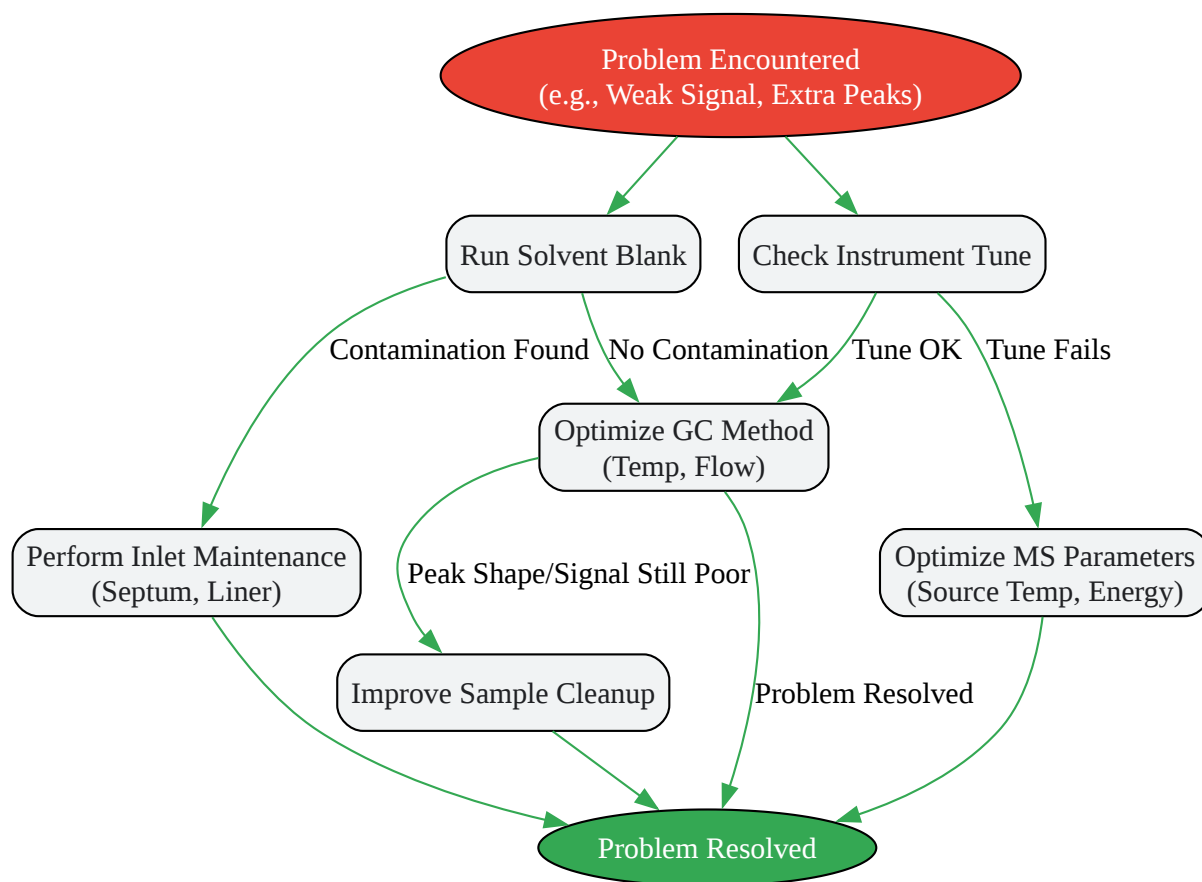 Problem Encountered
(e.g., Weak Signal, Extra Peaks)
Run Solvent Blank
Check Instrument Tune
Contamination Found
No Contamination
Tune OK
Tune Fails
Optimize GC Method
(Temp, Flow)
Perform Inlet Maintenance
(Septum, Liner)
Peak Shape/Signal Still Poor
Optimize MS Parameters
(Source Temp, Energy)
Improve Sample Cleanup
Problem Resolved
Problem Resolved